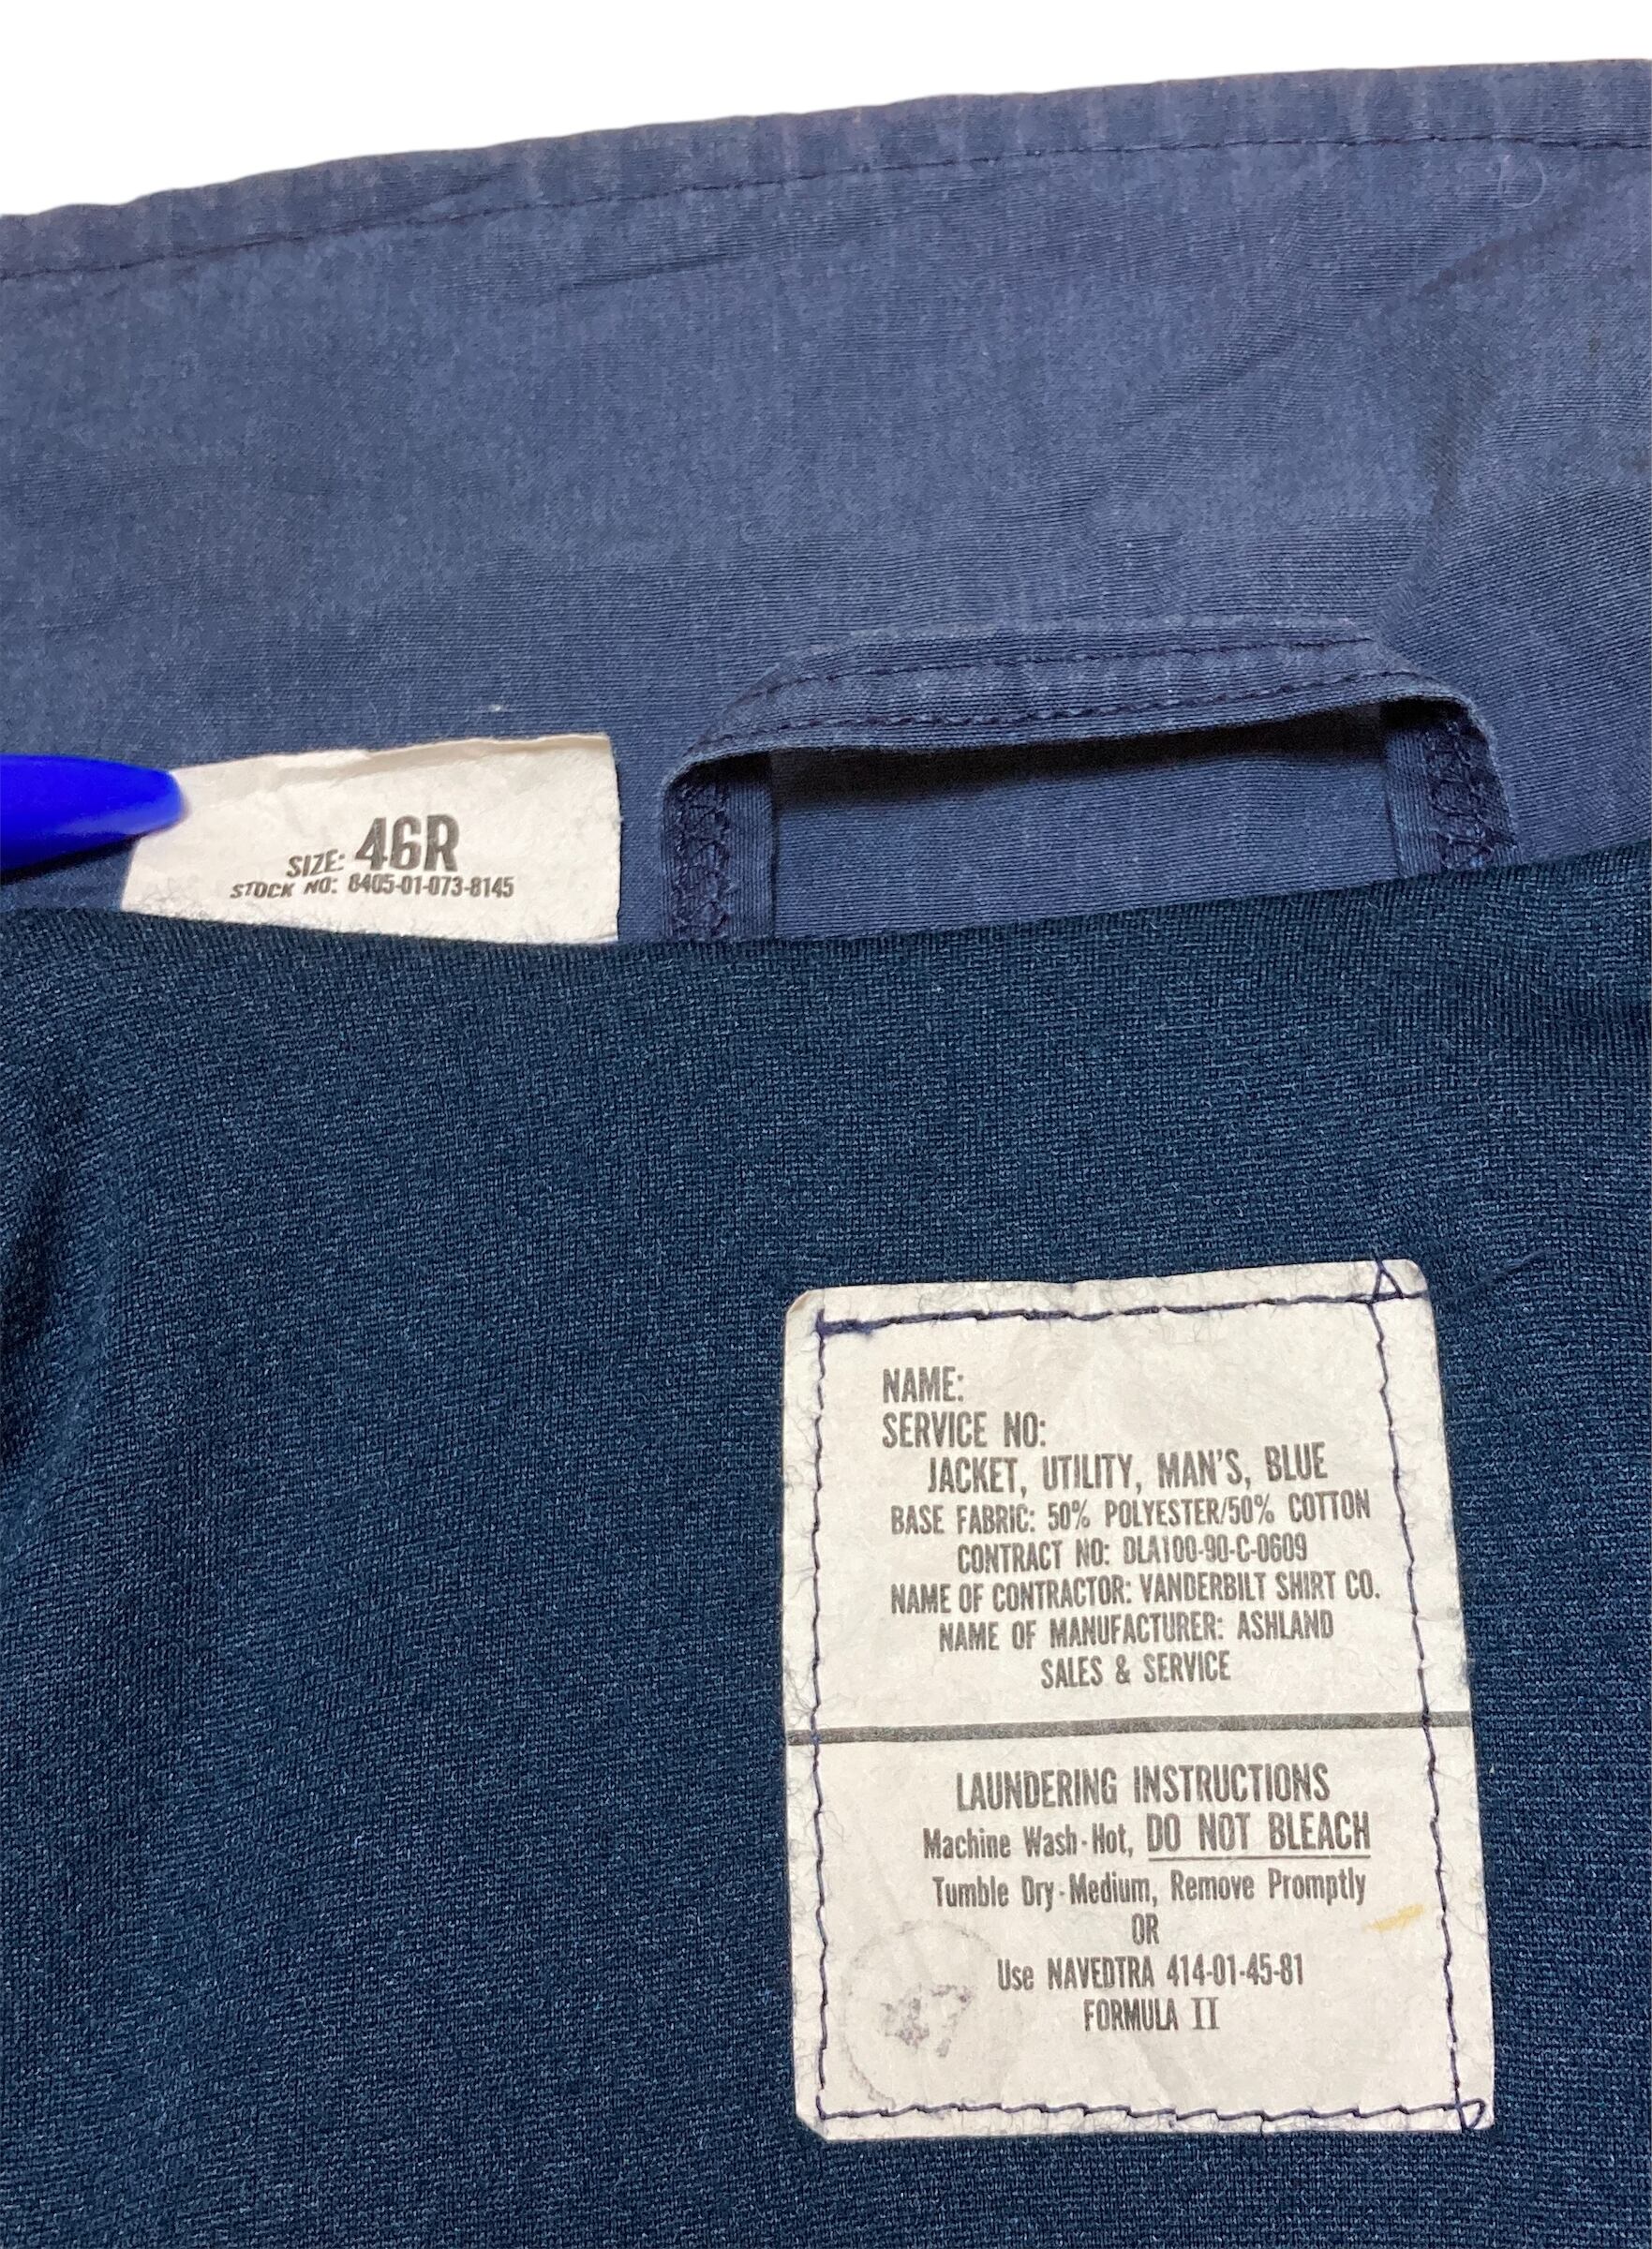 SIZE: 46R
STOCK NO: 8405-01-073-8145
NAME:
SERVICE NO:
JACKET, UTILITY, MAN'S, BLUE
BASE FABRIC: 50% POLYESTER/50% COTTON
CONTRACT NO: DLA100-90-C-0609
NAME OF CONTRACTOR: VANDERBILT SHIRT CO.
NAME OF MANUFACTURER: ASHLAND
SALES & SERVICE
LAUNDERING INSTRUCTIONS
Machine Wash-Hot, DO NOT BLEACH
Tumble Dry-Medium, Remove Promptly
OR
Use NAVEDTRA 414-01-45-81
FORMULA II